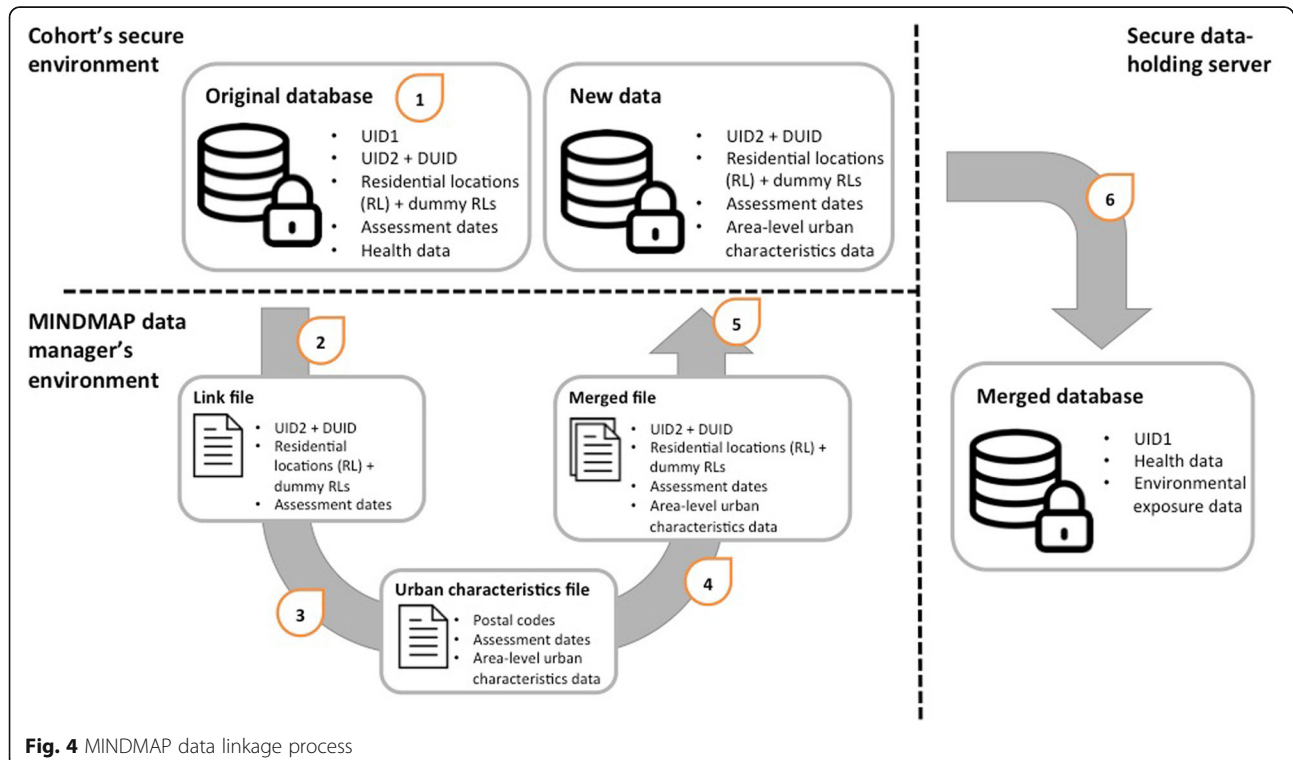 Cohort's secure
environment
Original database
1
• UID1
• UID2 + DUID
• Residential locations
(RL) + dummy RLs
• Assessment dates
• Health data
New data
• UID2 + DUID
• Residential locations
(RL) + dummy RLs
• Assessment dates
• Area-level urban
characteristics data
Secure data-
holding server
6
MINDMAP data
manager's
environment
2
Link file
• UID2 + DUID
• Residential
locations (RL) +
dummy RLs
• Assessment dates
3
Urban characteristics file
• Postal codes
• Assessment dates
• Area-level urban
characteristics data
4
5
Merged file
• UID2 + DUID
• Residential locations (RL) +
dummy RLs
• Assessment dates
• Area-level urban
characteristics data
Merged database
• UID1
• Health data
• Environmental
exposure data
Fig. 4 MINDMAP data linkage process